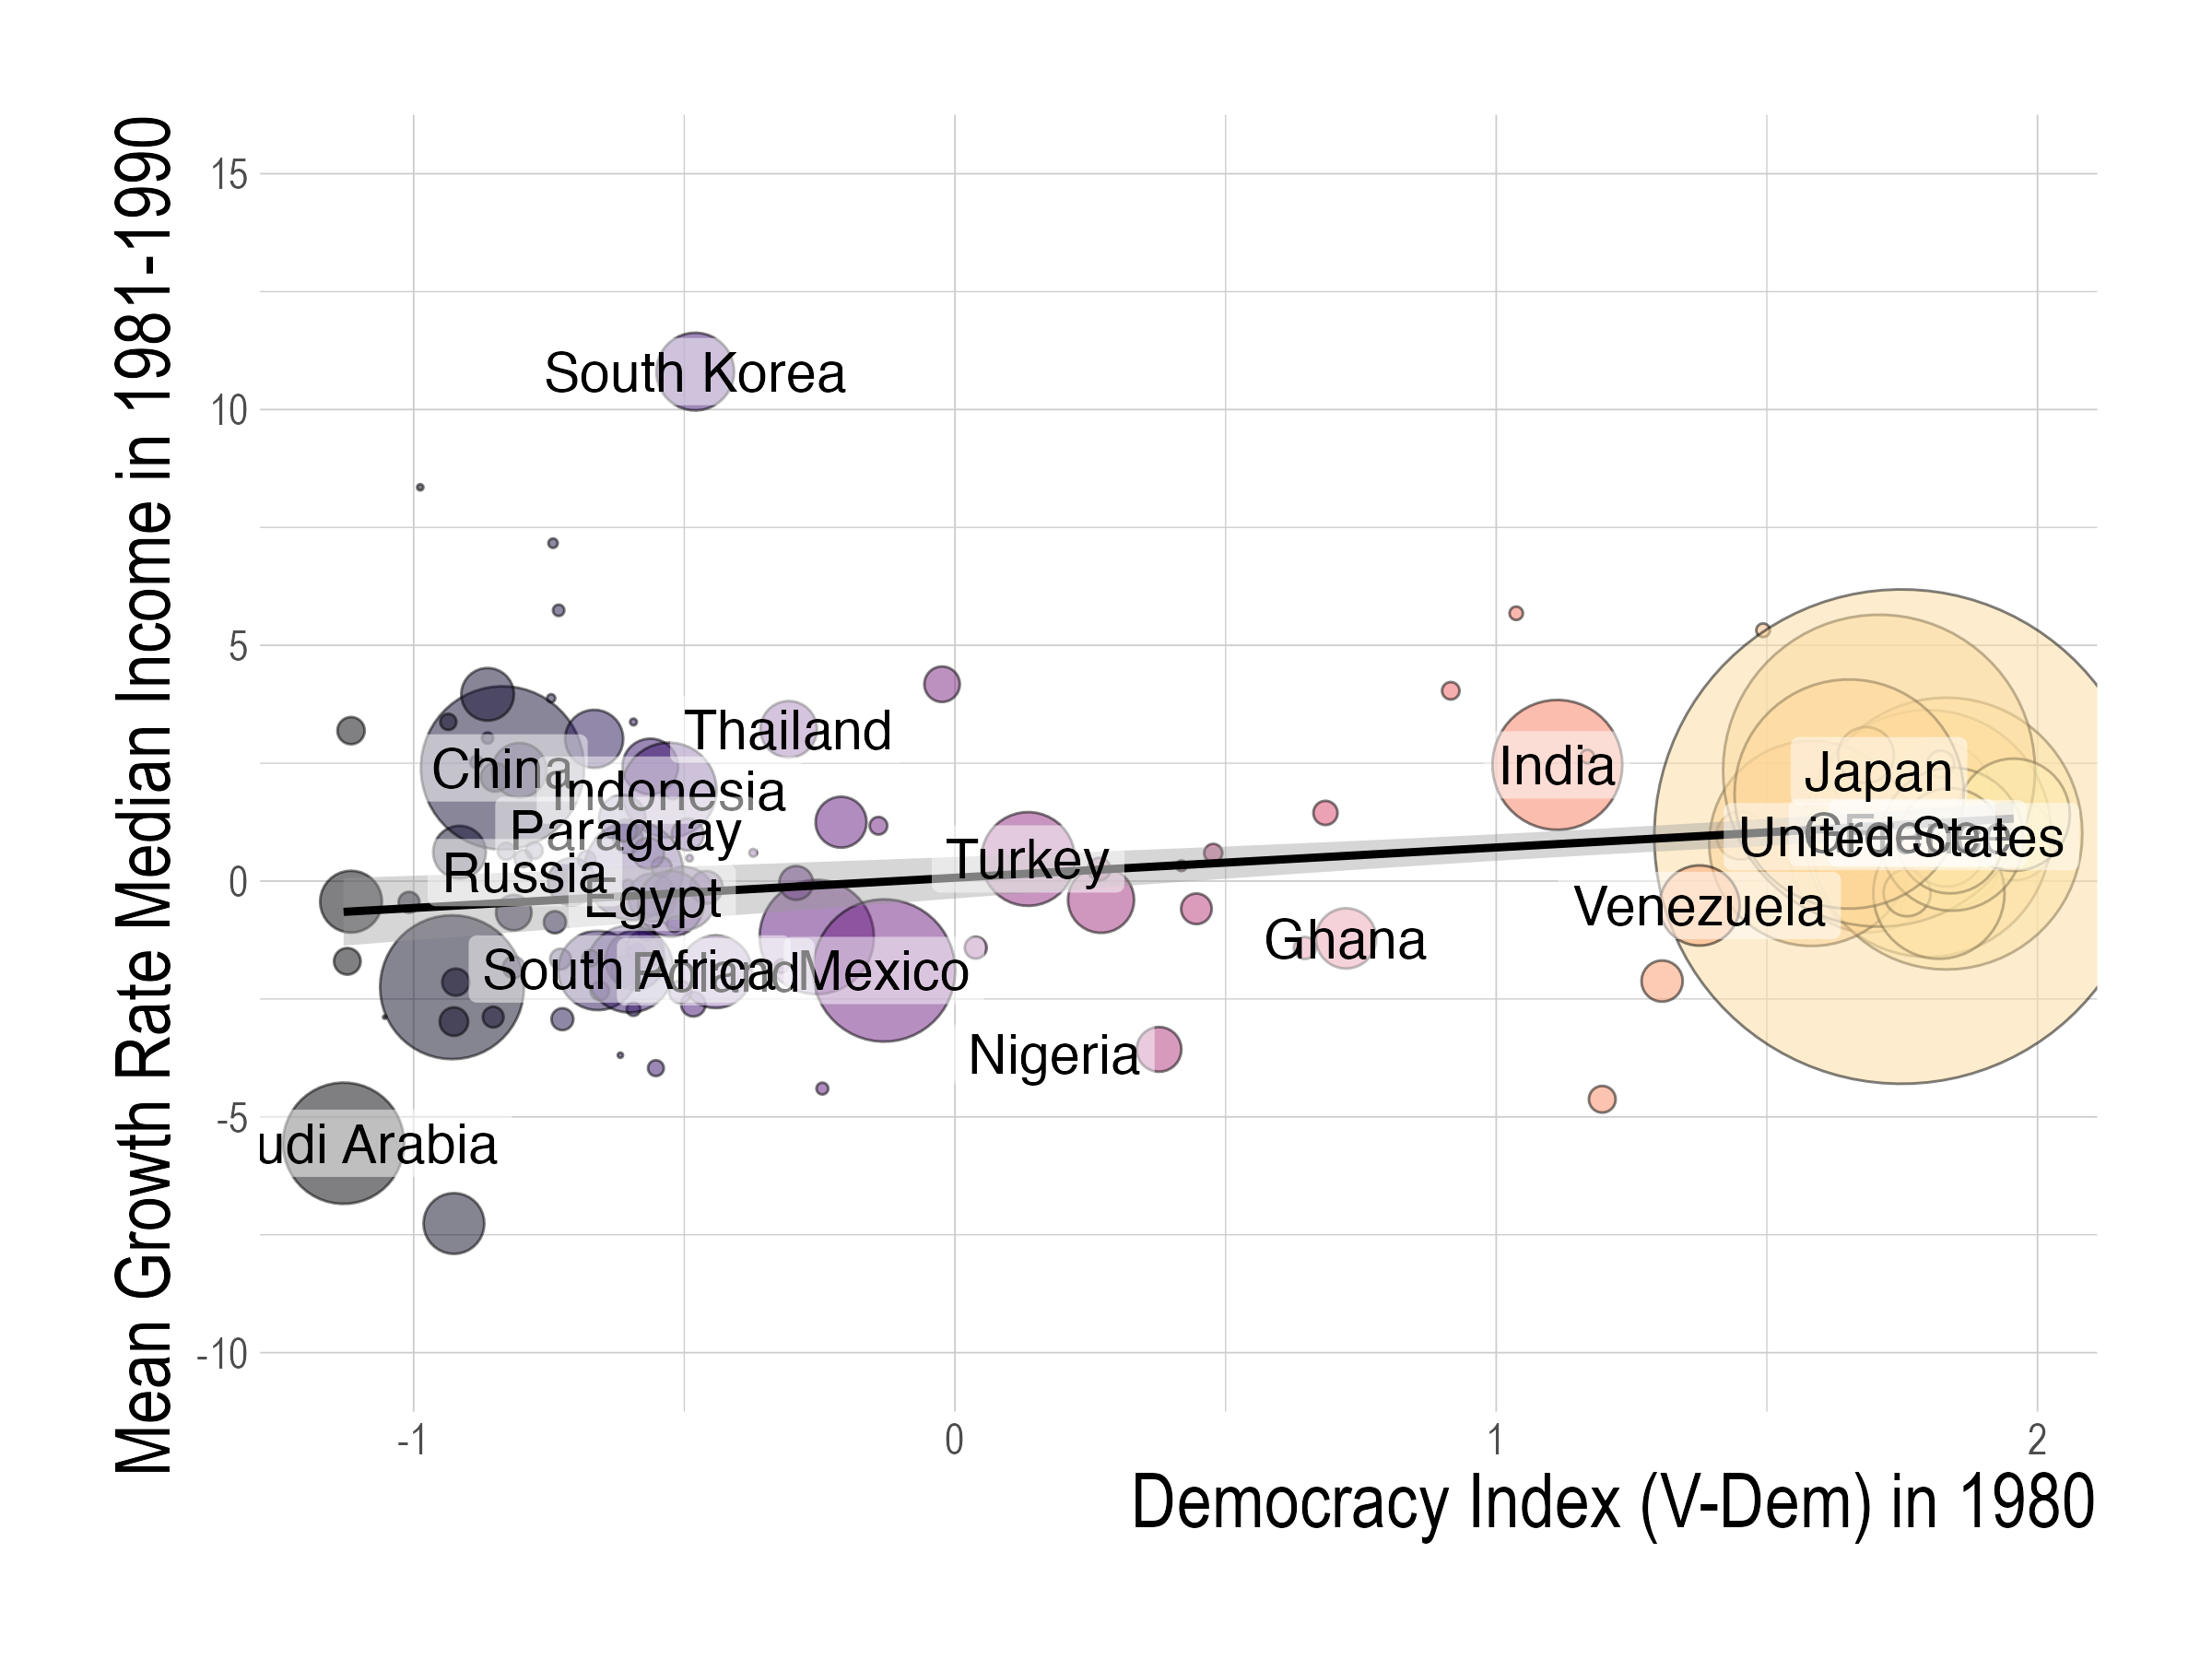 Mean Growth Rate Median Income in 1981-1990
15
10
5
0
-5
-10
South Korea
Thailand
China
Indonesia
Paraguay
Russia
Egypt
South Africa
Poland
Mexico
Turkey
Nigeria
Ghana
India
Japan
United States
Venezuela
udi Arabia
-1
0
1
2
Democracy Index (V-Dem) in 1980